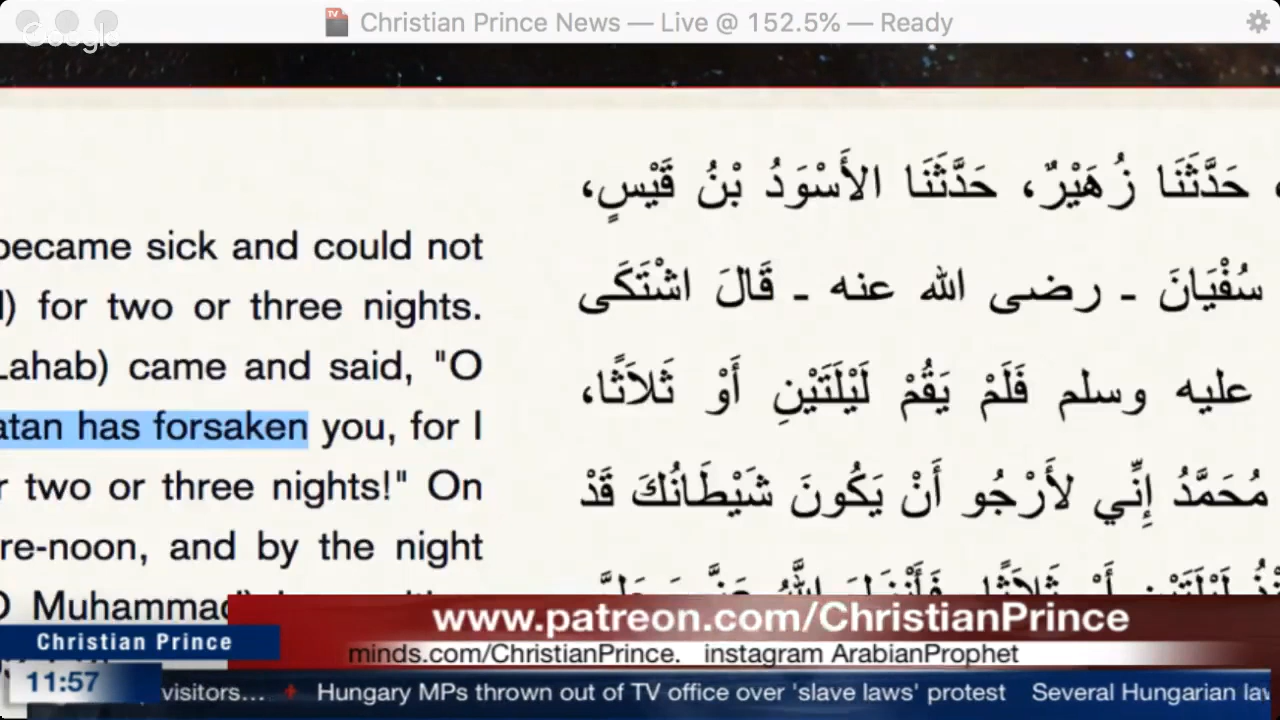 Christian Prince News — Live @ 152.5% — Ready
Google
حَدَّثَنَا زُهَيْرٌ، حَدَّثَنَا الأَسْوَدُ بْنُ قَيْسٍ،
became sick and could not
سُفْيَانَ ـ رضى الله عنه ـ قَالَ اشْتَكَى
for two or three nights.
Lahab) came and said, "O
عليه وسلم فَلَمْ يَقُمْ لَيْلَتَيْنِ أَوْ ثَلاَثًا،
has forsaken you, for I
two or three nights!" On
مُحَمَّدُ إِنِّي لأَرْجُو أَنْ يَكُونَ شَيْطَانُكَ قَدْ
re-noon, and by the night
O Muhammad
لَيْلَتَيْنِ أَوْ ثَلاَثًا
www.patreon.com/ChristianPrince
Christian Prince
minds.com/ChristianPrince. instagram ArabianProphet
11:57
visitors... Hungary MPs thrown out of TV office over 'slave laws' protest Several Hungarian